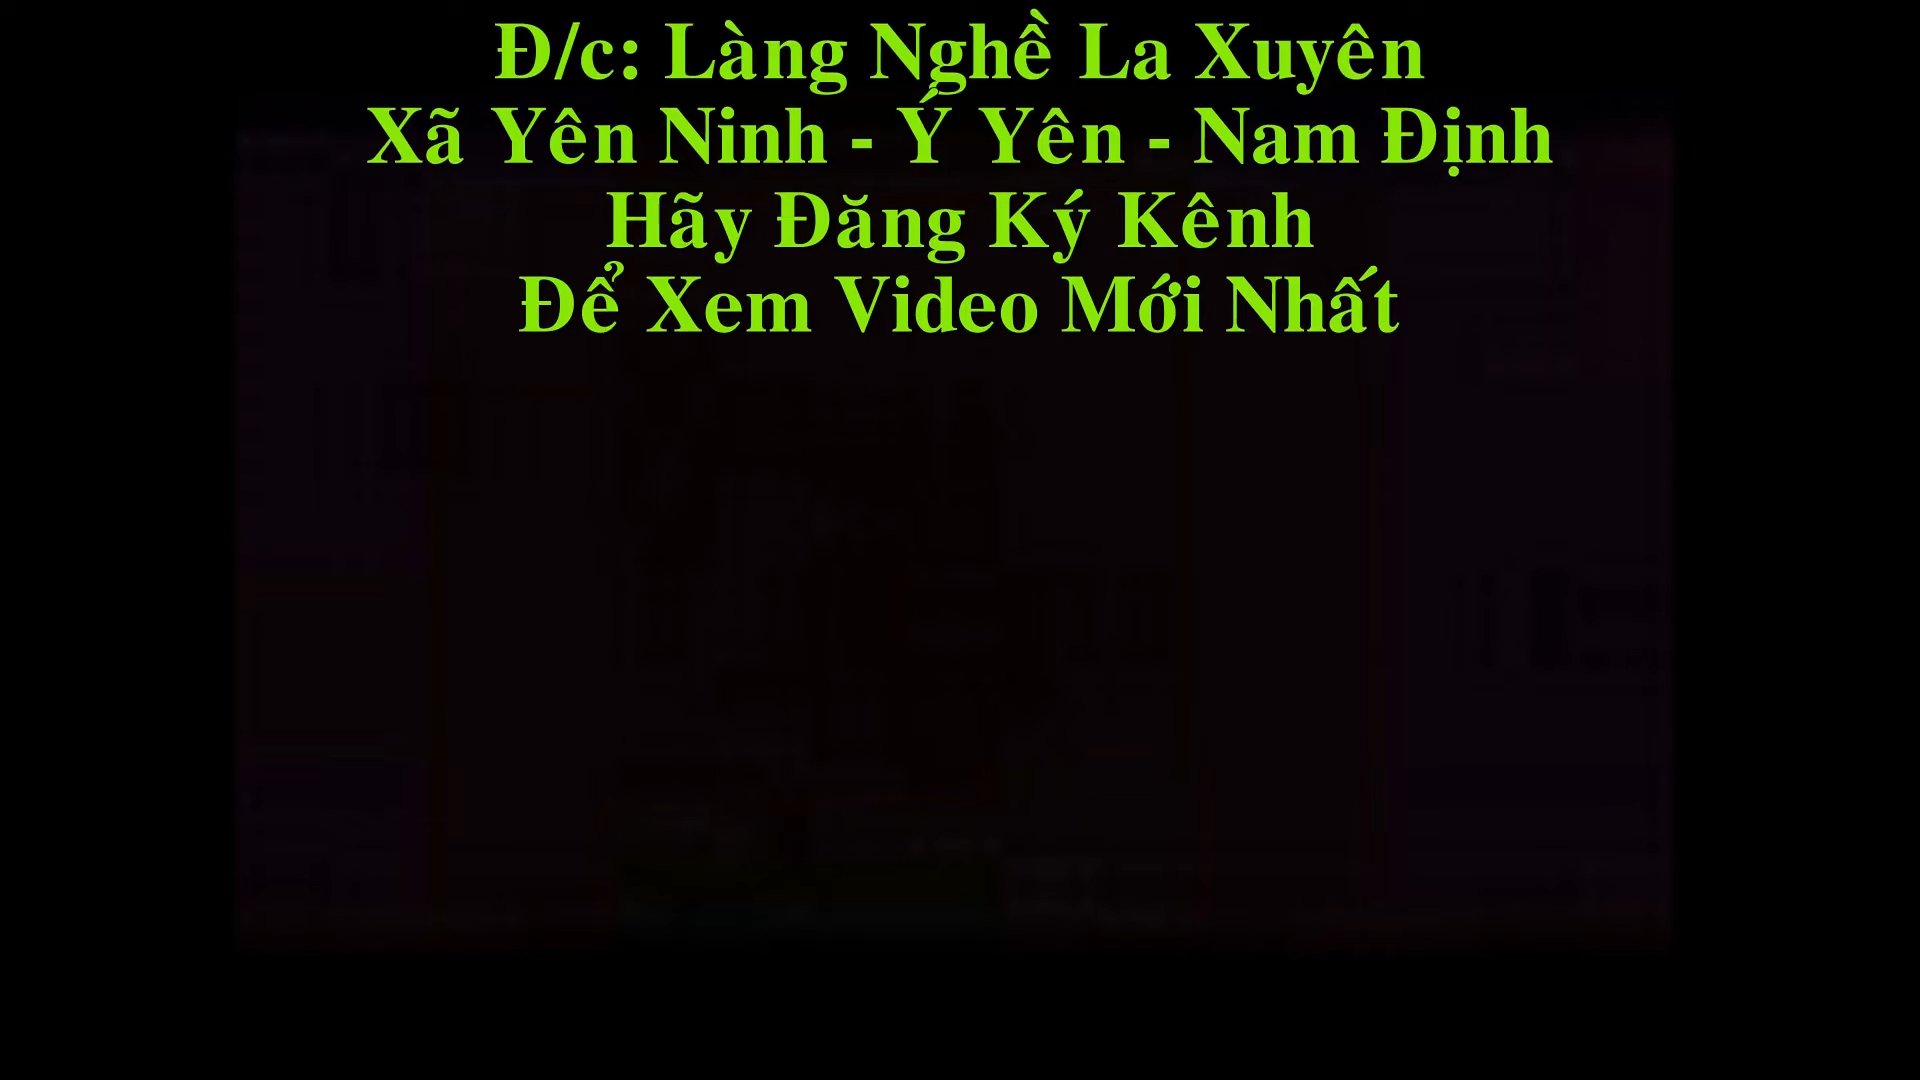 Đ/c: Làng Nghề La Xuyên
Xã Yên Ninh - Ý Yên - Nam Định
Hãy Đăng Ký Kênh
Để Xem Video Mới Nhất